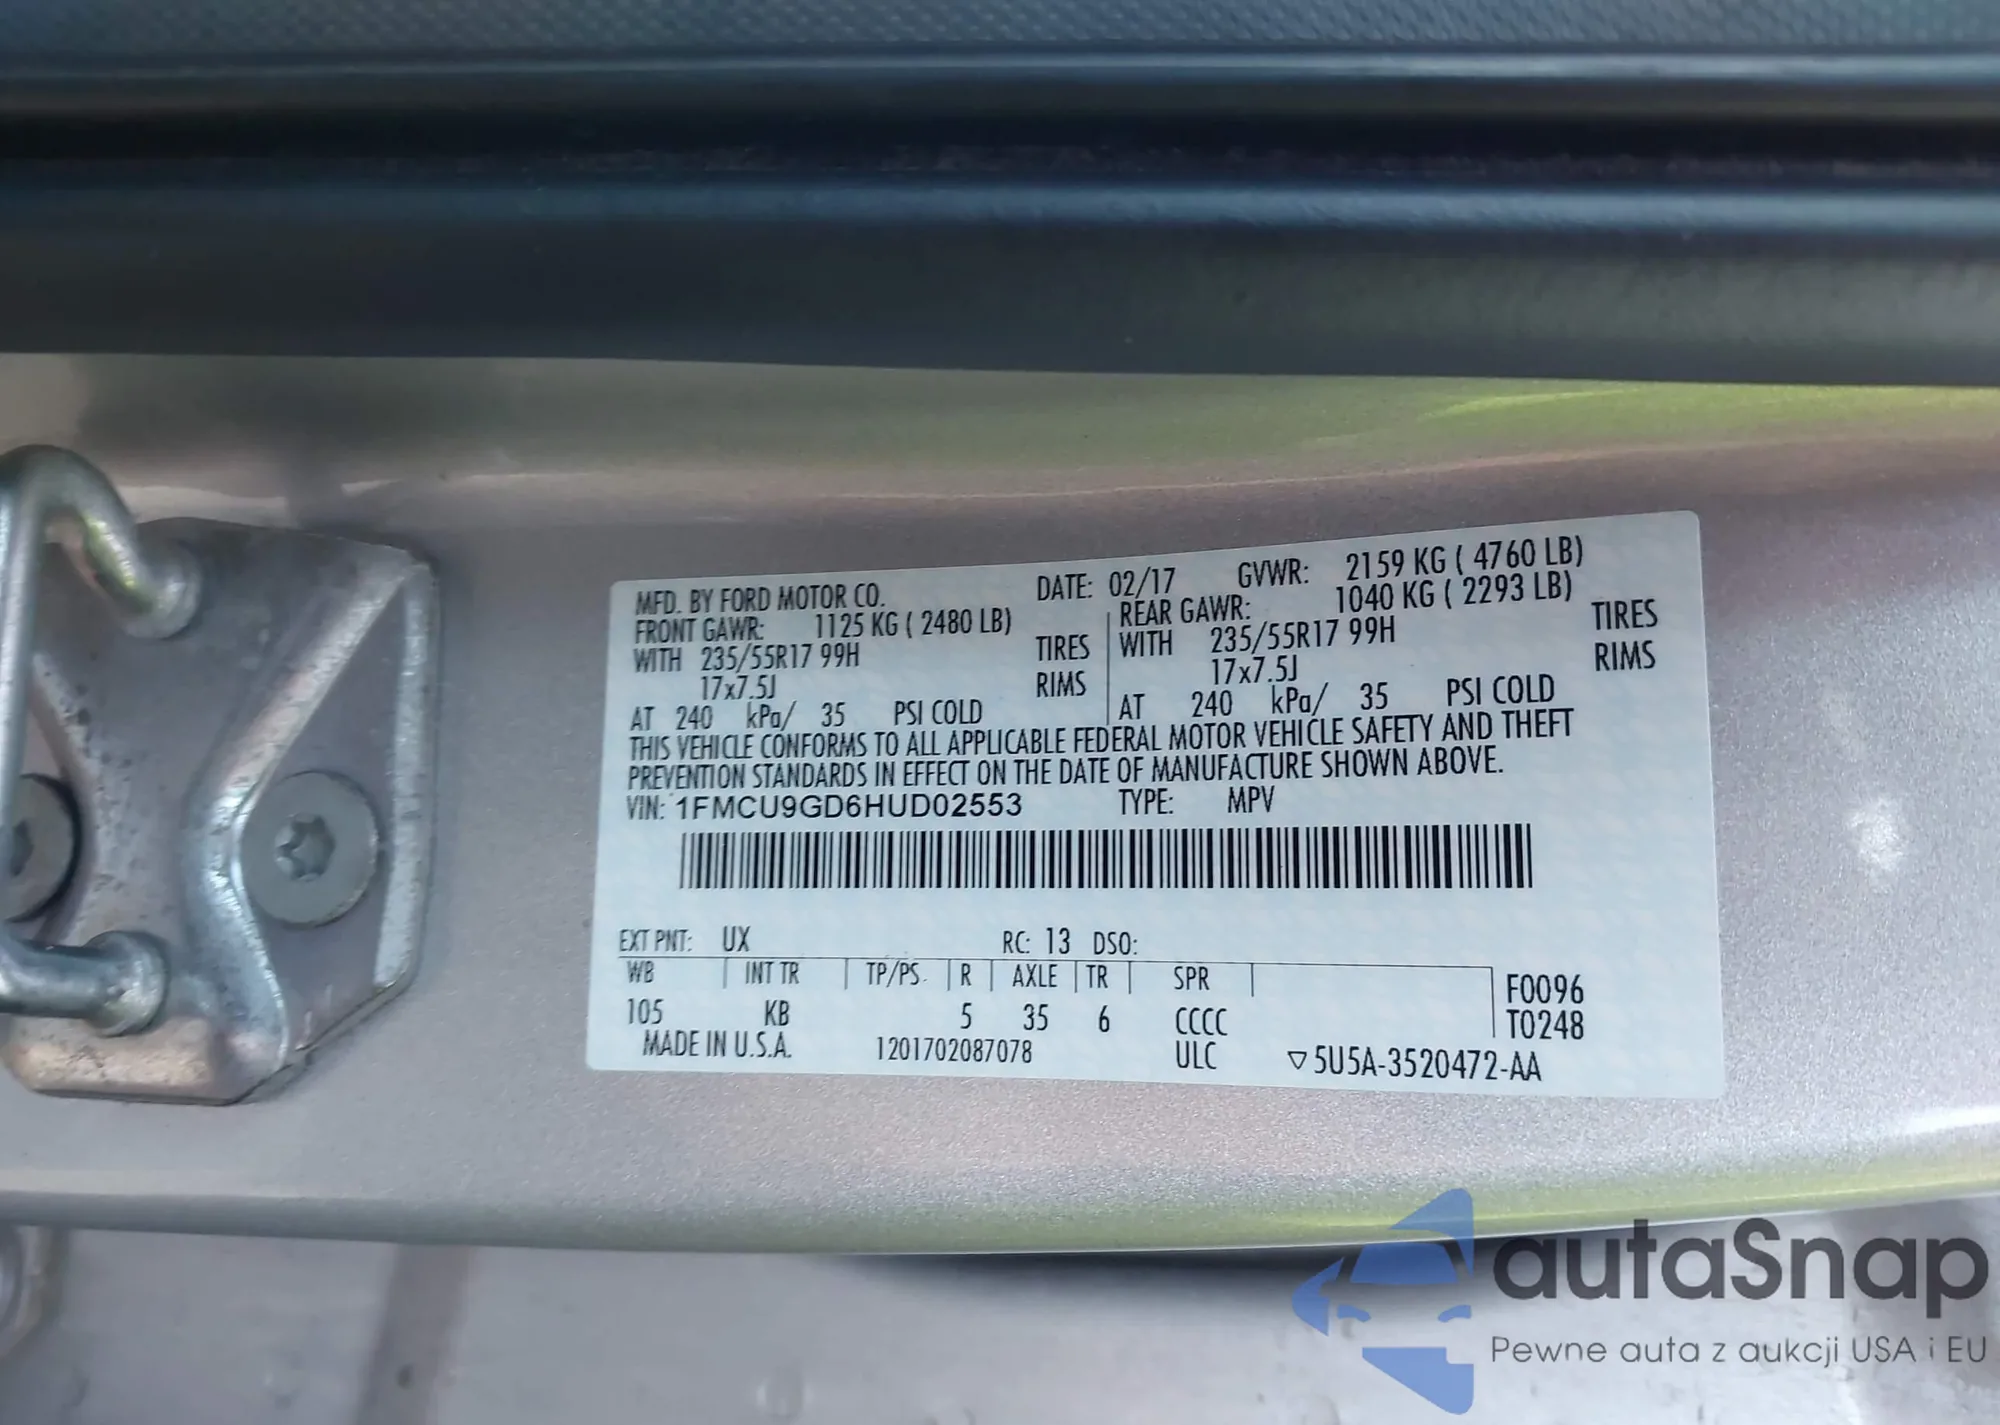 MFD. BY FORD MOTOR CO. DATE: 02/17 GVWR: 2159 KG ( 4760 LB)
FRONT GAWR: 1125 KG ( 2480 LB) REAR GAWR: 1040 KG ( 2293 LB)
WITH 235/55R17 99H TIRES WITH 235/55R17 99H TIRES
17x7.5J RIMS 17x7.5J RIMS
AT 240 kPa/ 35 PSI COLD AT 240 kPa/ 35 PSI COLD
THIS VEHICLE CONFORMS TO ALL APPLICABLE FEDERAL MOTOR VEHICLE SAFETY AND THEFT
PREVENTION STANDARDS IN EFFECT ON THE DATE OF MANUFACTURE SHOWN ABOVE.
VIN: 1FMCU9GD6HUD02553 TYPE: MPV
EXT PNT: UX RC: 13 DSO:
WB INT TR TP/PS R AXLE TR SPR F0096
105 KB 5 35 6 CCCC T0248
MADE IN U.S.A. 1201702087078 ULC ▽5U5A-3520472-AA
autaSnap
Pewne auta z aukcji USA i EU